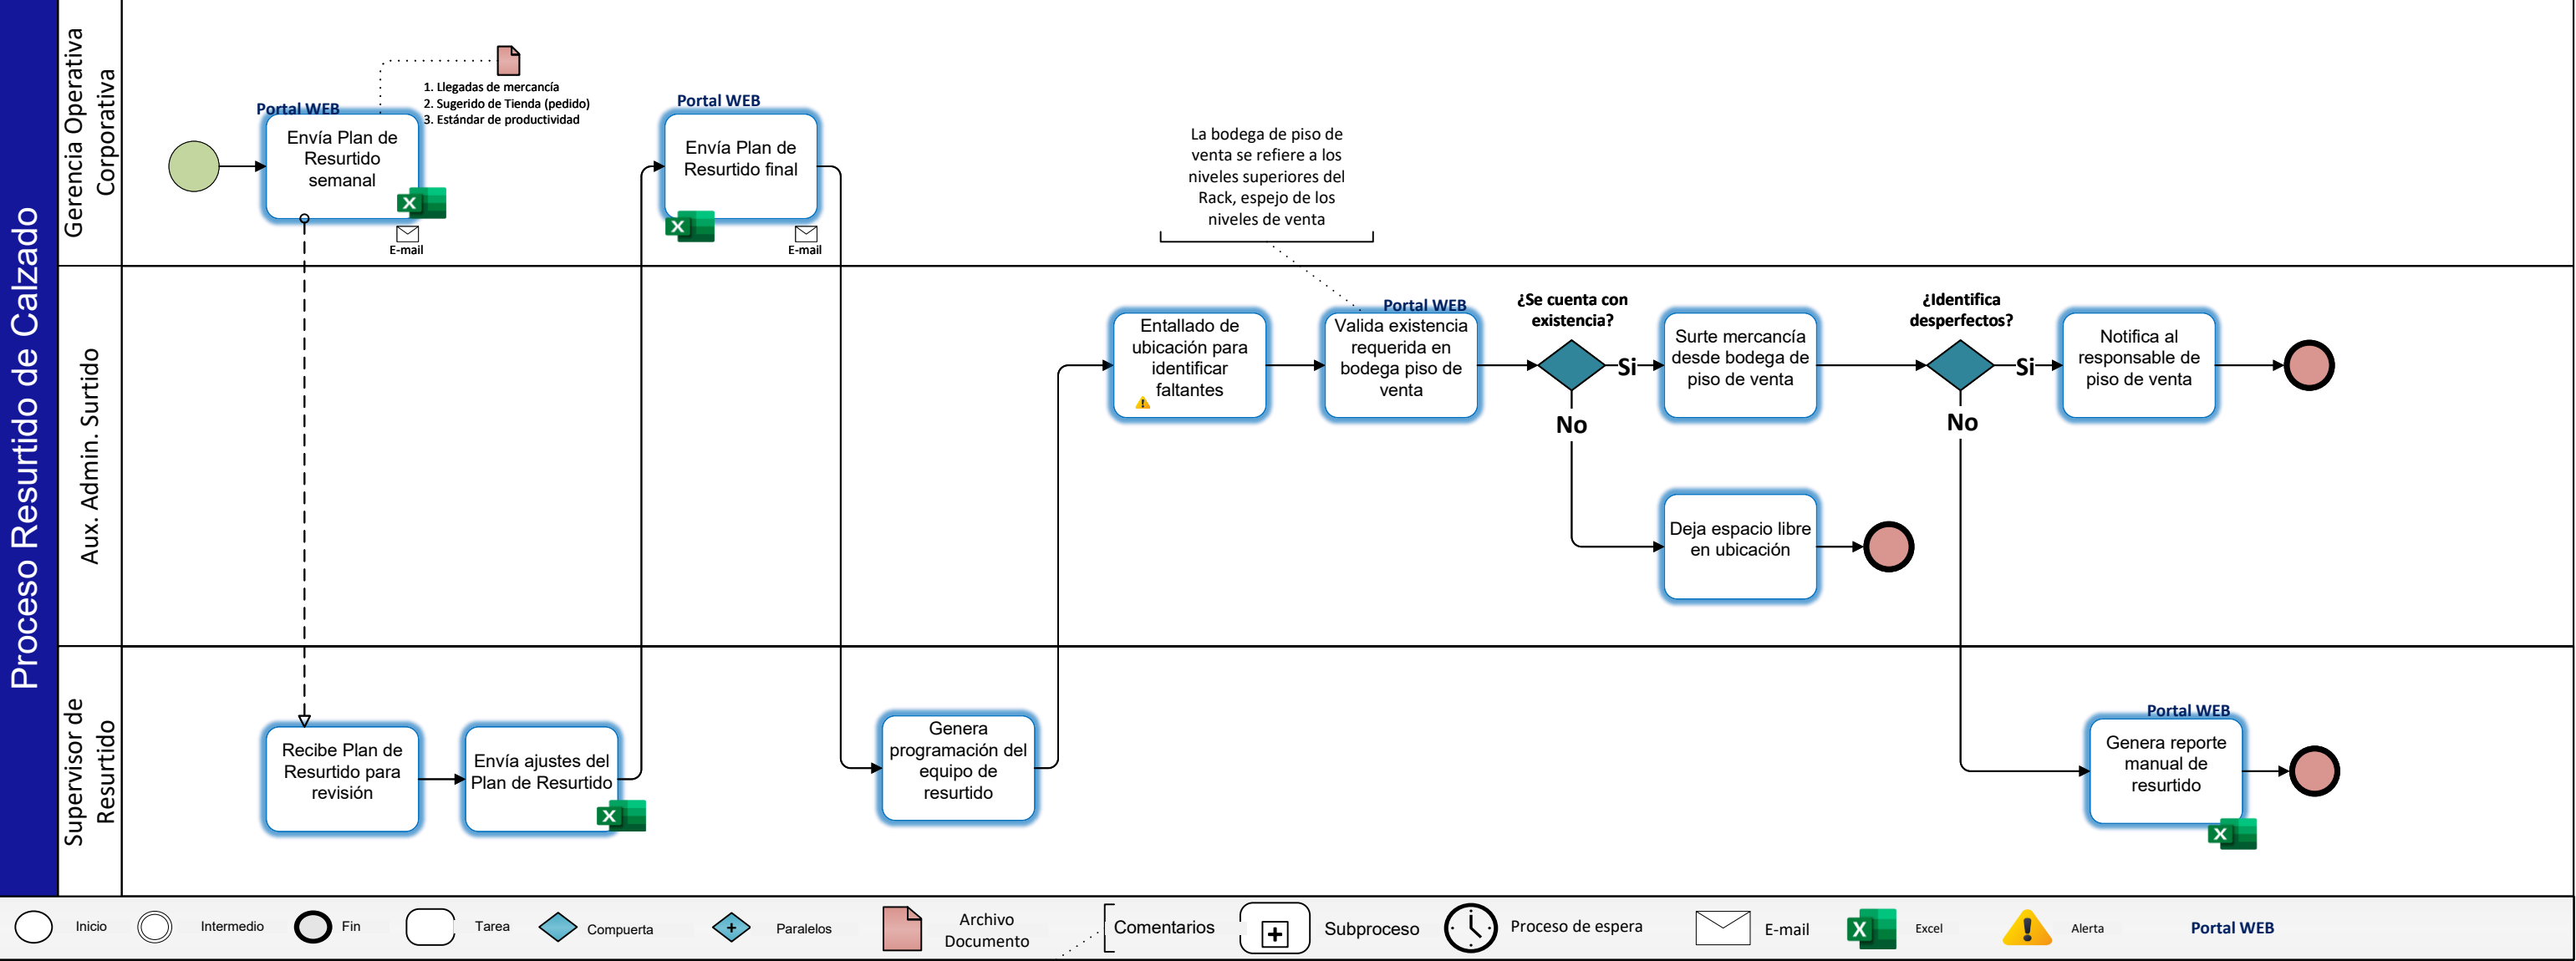 Proceso Resurtido de Calzado
Gerencia Operativa
Corporativa
Portal WEB
Envía Plan de
Resurtido
semanal
E-mail
1. Llegadas de mercancía
2. Sugerido de Tienda (pedido)
3. Estándar de productividad
Portal WEB
Envía Plan de
Resurtido final
E-mail
La bodega de piso de
venta se refiere a los
niveles superiores del
Rack, espejo de los
niveles de venta
Aux. Admin. Surtido
Entallado de
ubicación para
identificar
faltantes
Portal WEB
Valida existencia
requerida en
bodega piso de
venta
¿Se cuenta con
existencia?
Si
No
Surte mercancía
desde bodega de
piso de venta
¿Identifica
desperfectos?
Si
No
Notifica al
responsable de
piso de venta
Deja espacio libre
en ubicación
Supervisor de
Resurtido
Recibe Plan de
Resurtido para
revisión
Envía ajustes del
Plan de Resurtido
Genera
programación del
equipo de
resurtido
Portal WEB
Genera reporte
manual de
resurtido
Inicio
Intermedio
Fin
Tarea
Compuerta
Paralelos
Archivo
Documento
Comentarios
Subproceso
Proceso de espera
E-mail
Excel
Alerta
Portal WEB